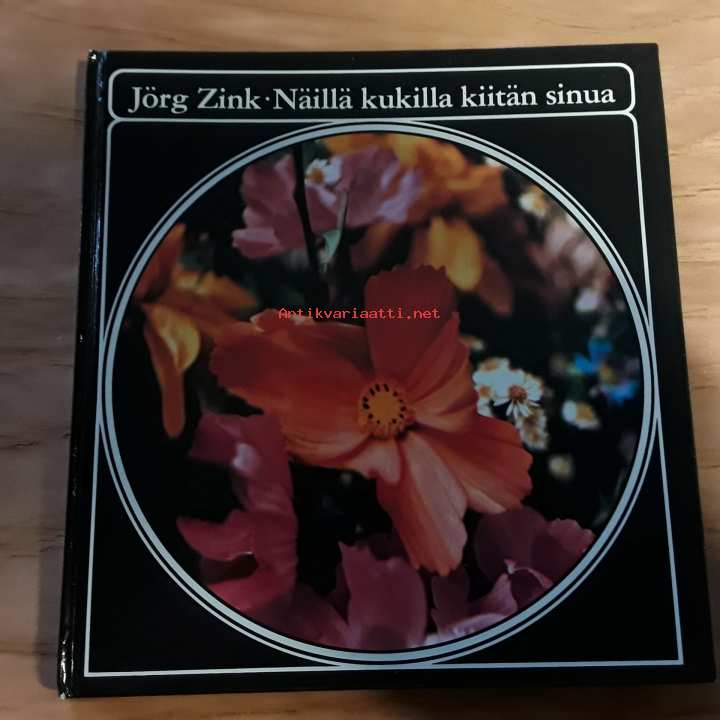 Jörg Zink · Näillä kukilla kiitän sinua
Antikvariaatti.net